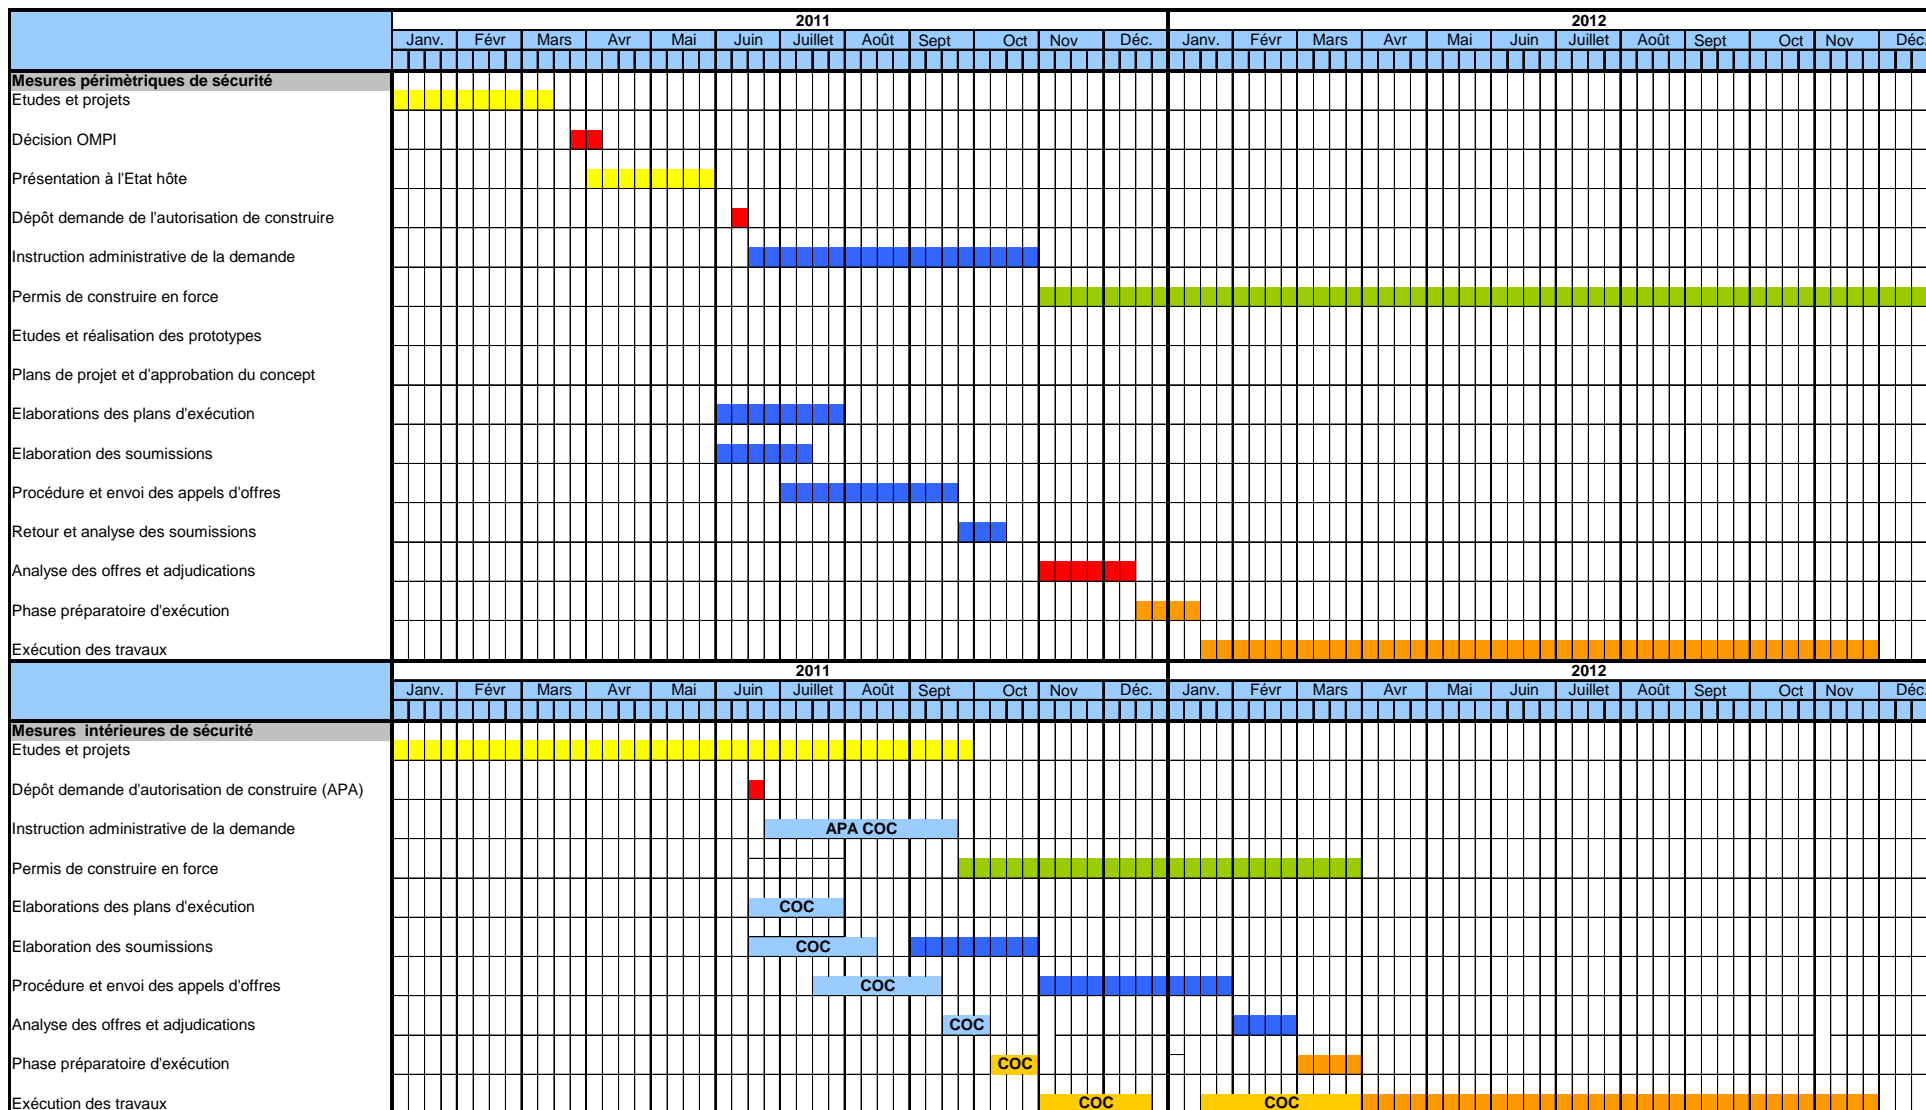 2011 2012
Janv. Févr Mars Avr Mai Juin Juillet Août Sept Oct Nov Déc. Janv. Févr Mars Avr Mai Juin Juillet Août Sept Oct Nov Déc.
Mesures périmètriques de sécurité
Etudes et projets
Décision OMPI
Présentation à l'Etat hôte
Dépôt demande de l'autorisation de construire
Instruction administrative de la demande
Permis de construire en force
Etudes et réalisation des prototypes
Plans de projet et d'approbation du concept
Elaborations des plans d'exécution
Elaboration des soumissions
Procédure et envoi des appels d'offres
Retour et analyse des soumissions
Analyse des offres et adjudications
Phase préparatoire d'exécution
Exécution des travaux
2011 2012
Janv. Févr Mars Avr Mai Juin Juillet Août Sept Oct Nov Déc. Janv. Févr Mars Avr Mai Juin Juillet Août Sept Oct Nov Déc.
Mesures intérieures de sécurité
Etudes et projets
Dépôt demande d'autorisation de construire (APA)
Instruction administrative de la demande APA COC
Permis de construire en force
Elaborations des plans d'exécution COC
Elaboration des soumissions COC
Procédure et envoi des appels d'offres COC
Analyse des offres et adjudications COC
Phase préparatoire d'exécution COC
Exécution des travaux COC COC